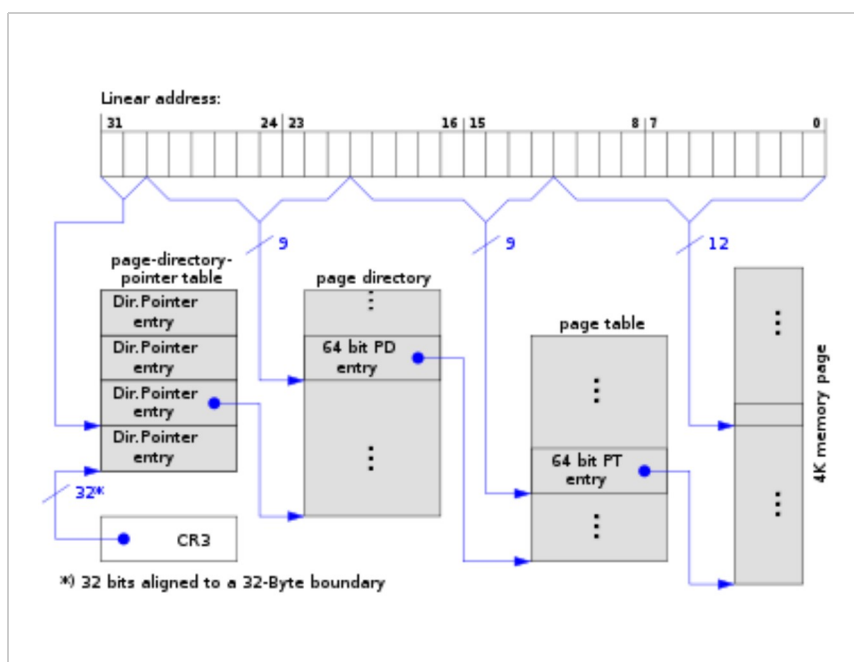 Linear address:
31 24 23 16 15 8 7 0
9 9 12
page-directory-
pointer table
page directory
page table
Dir.Pointer
entry
Dir.Pointer
entry
Dir.Pointer
entry
Dir.Pointer
entry
64 bit PD
entry
64 bit PT
entry
4K memory page
32*
CR3
*) 32 bits aligned to a 32-Byte boundary